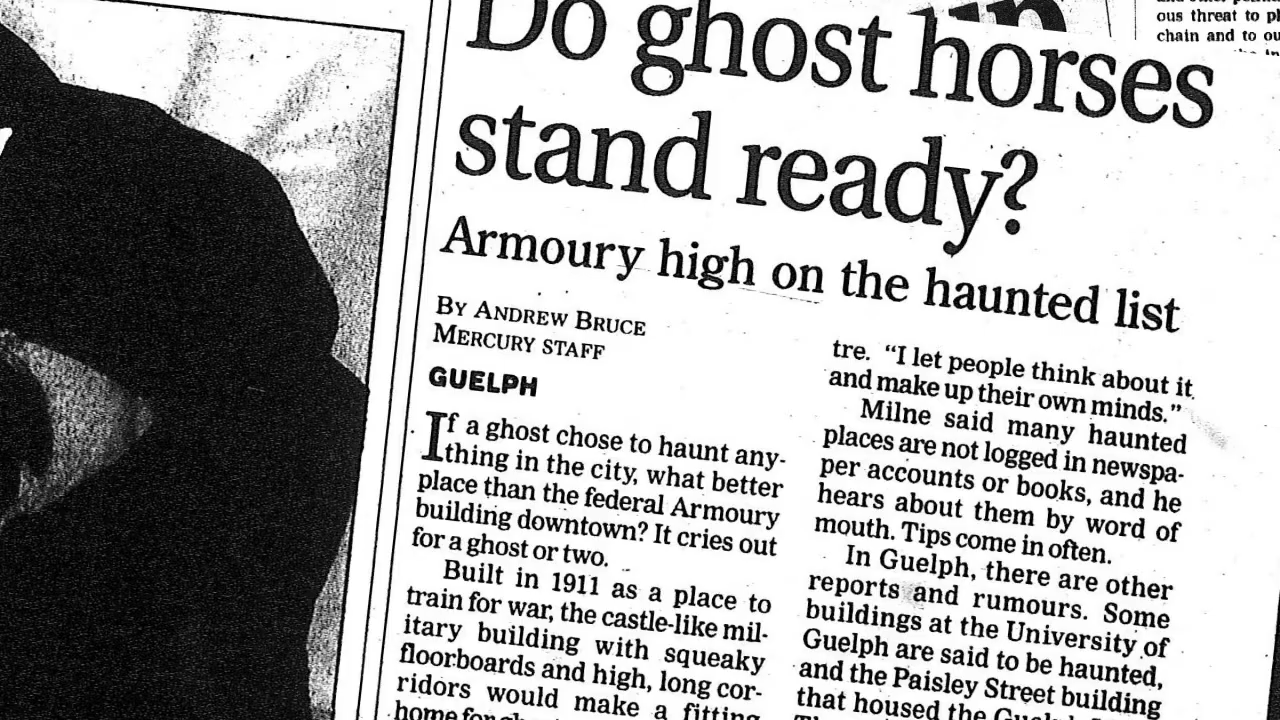 Do ghost horses
stand ready?
Armoury high on the haunted list
BY ANDREW BRUCE
MERCURY STAFF
GUELPH
If a ghost chose to haunt any-
thing in the city, what better
place than the federal Armoury
building downtown? It cries out
for a ghost or two.
Built in 1911 as a place to
train for war, the castle-like mil-
itary building with squeaky
floorboards and high, long cor-
ridors would make a fitting
home for
tre. “I let people think about it
and make up their own minds.”
Milne said many haunted
places are not logged in newspa-
per accounts or books, and he
hears about them by word of
mouth. Tips come in often.
In Guelph, there are other
reports and rumours. Some
buildings at the University of
Guelph are said to be haunted,
and the Paisley Street building
that housed the Guelph
ous threat to
chain and to